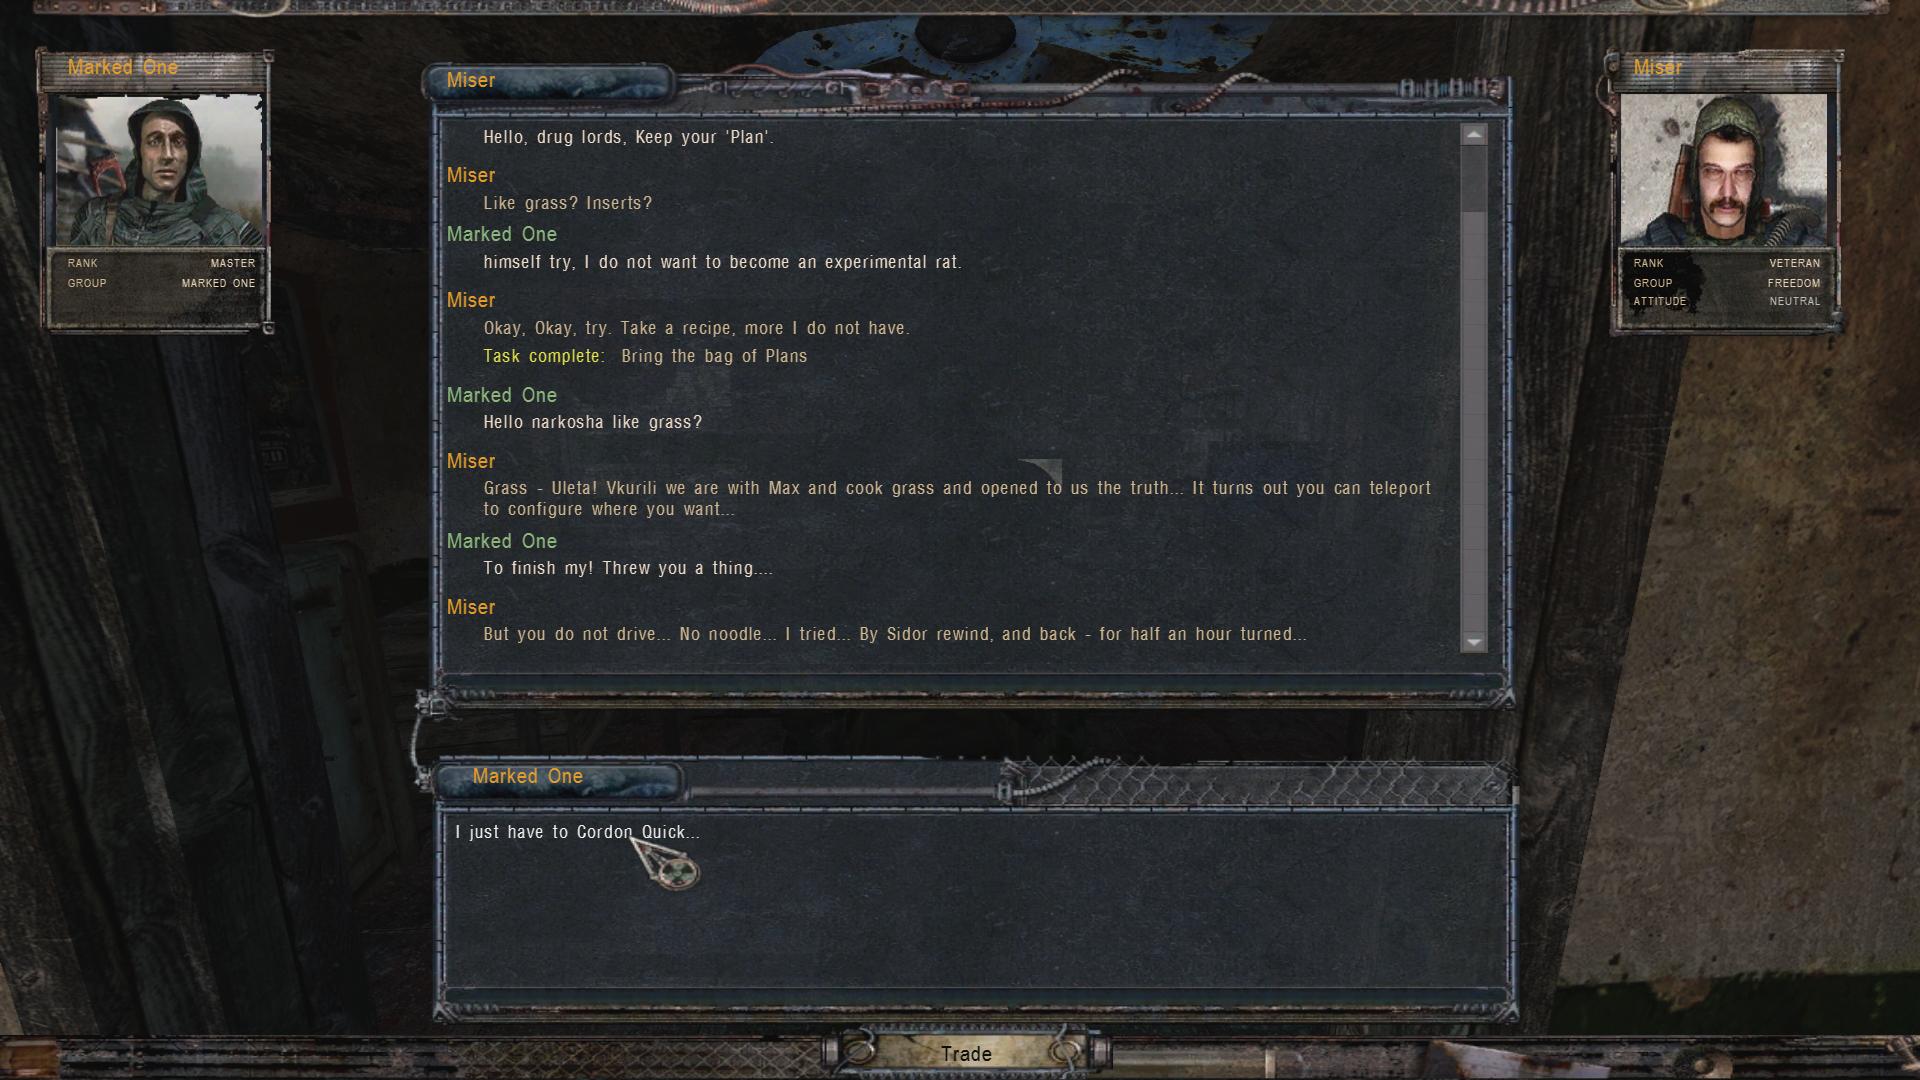 Marked One
RANK MASTER
GROUP MARKED ONE
Miser
Hello, drug lords, Keep your 'Plan'.
Miser
Like grass? Inserts?
Marked One
himself try, I do not want to become an experimental rat.
Miser
Okay, Okay, try. Take a recipe, more I do not have.
Task complete: Bring the bag of Plans
Marked One
Hello narkosha like grass?
Miser
Grass - Uleta! Vkurili we are with Max and cook grass and opened to us the truth... It turns out you can teleport
to configure where you want...
Marked One
To finish my! Threw you a thing....
Miser
But you do not drive... No noodle... I tried... By Sidor rewind, and back - for half an hour turned...
Miser
RANK VETERAN
GROUP FREEDOM
ATTITUDE NEUTRAL
Marked One
I just have to Cordon Quick...
Trade